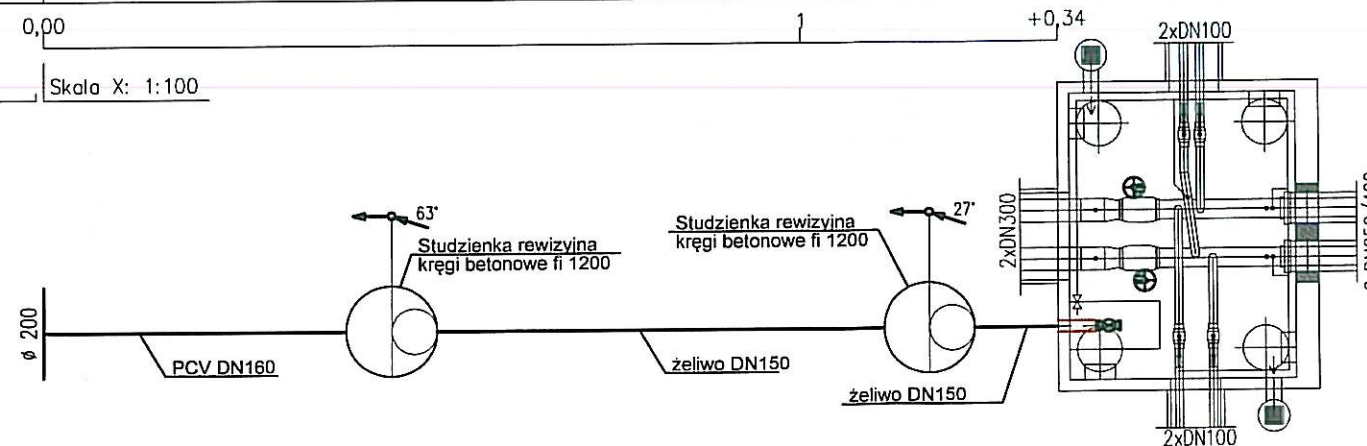 0,00
1
+0,34
2xDN100
Skala X: 1:100
63°
27°
Studzienka rewizyjna
kręgi betonowe fi 1200
Studzienka rewizyjna
kręgi betonowe fi 1200
2xDN300
ø 200
PCV DN160
żeliwo DN150
żeliwo DN150
2xDN100